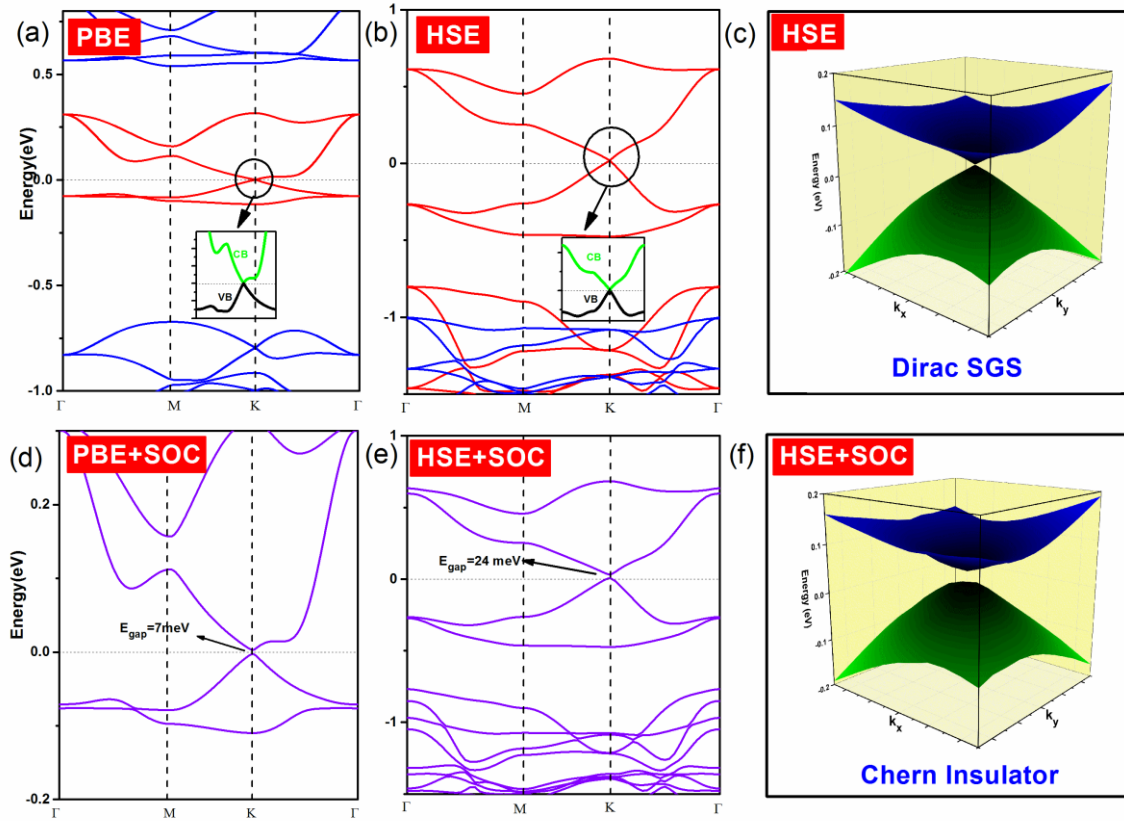 (a) PBE
Energy(eV)
0.5
0.0
-0.5
-1.0
CB
VB
Γ M K Γ
(b) HSE
1
0
-1
CB
VB
Γ M K Γ
(c) HSE
0.2
0.1
0.0
-0.1
-0.2
Energy (eV)
kx
ky
Dirac SGS
(d) PBE+SOC
Energy(eV)
0.2
0.0
-0.2
Egap=7meV
Γ M K Γ
(e) HSE+SOC
1
0
-1
Egap=24 meV
Γ M K Γ
(f) HSE+SOC
0.2
0.1
0.0
-0.1
-0.2
Energy (eV)
kx
ky
Chern Insulator